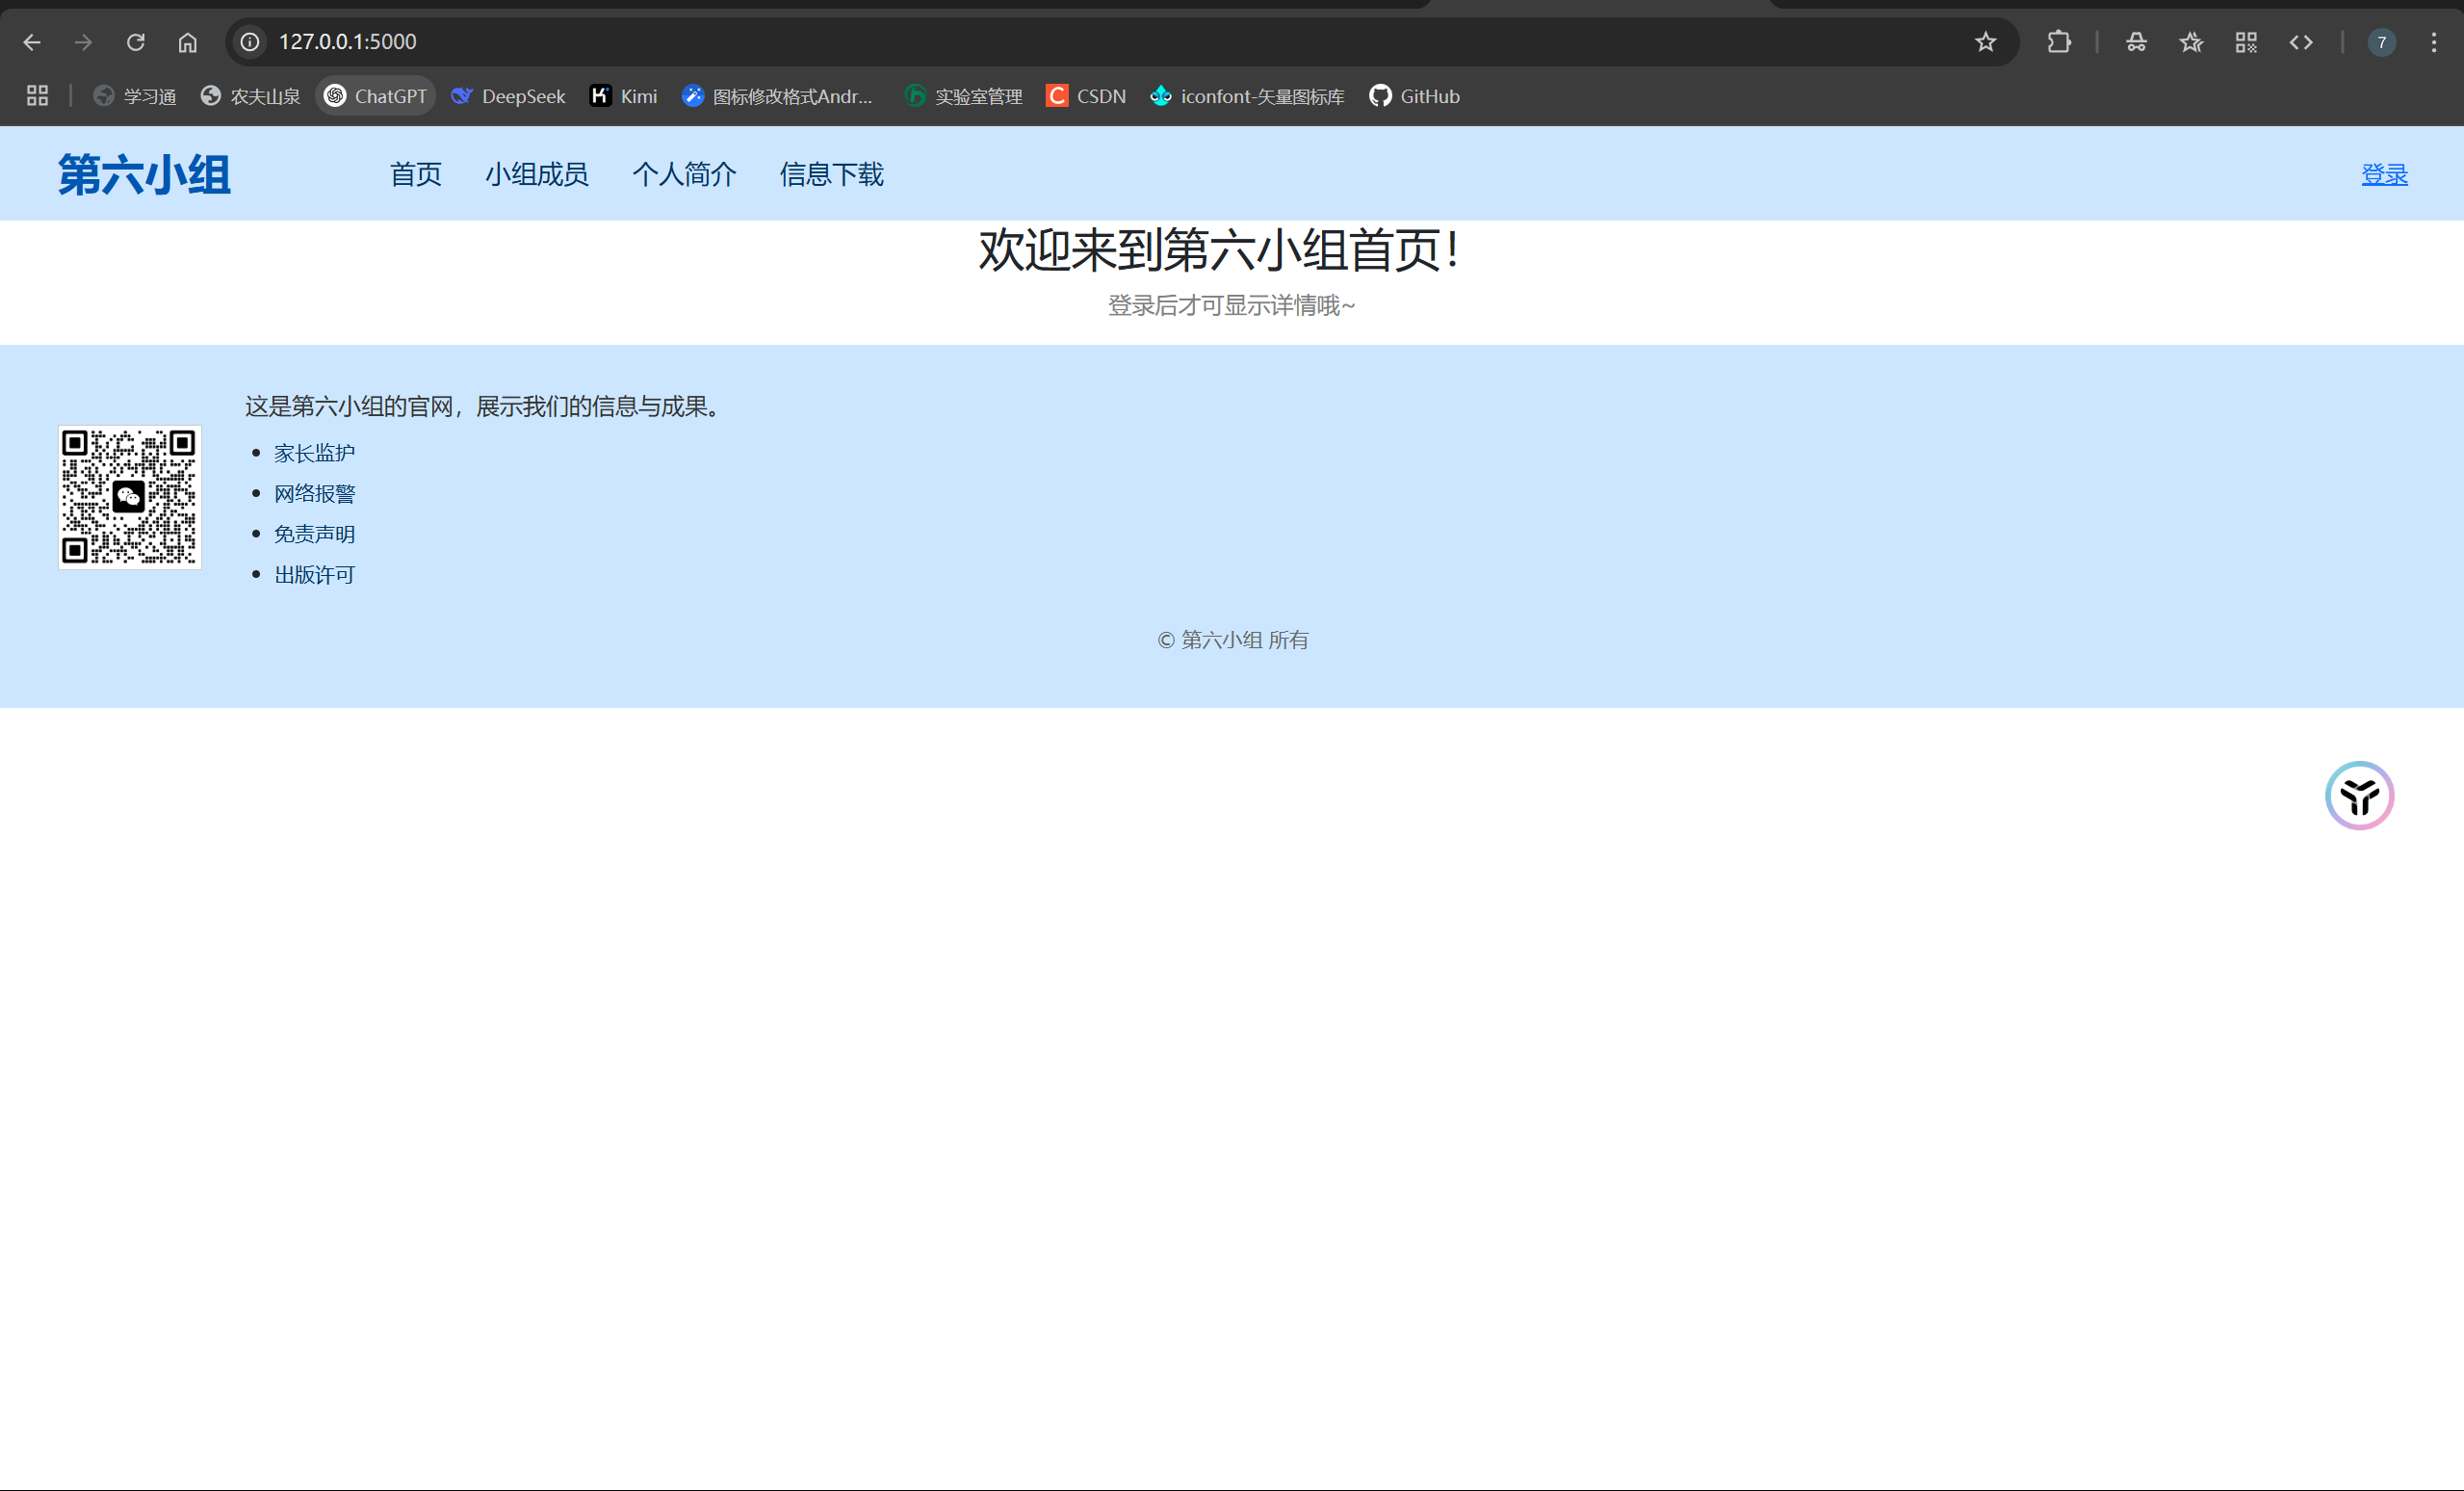 127.0.0.1:5000
7
学习通 农夫山泉 ChatGPT DeepSeek Kimi 图标修改格式Andr... 实验室管理 CSDN iconfont-矢量图标库 GitHub
第六小组 首页 小组成员 个人简介 信息下载 登录
欢迎来到第六小组首页！
登录后才可显示详情哦~
这是第六小组的官网，展示我们的信息与成果。
家长监护
网络报警
免责声明
出版许可
© 第六小组 所有